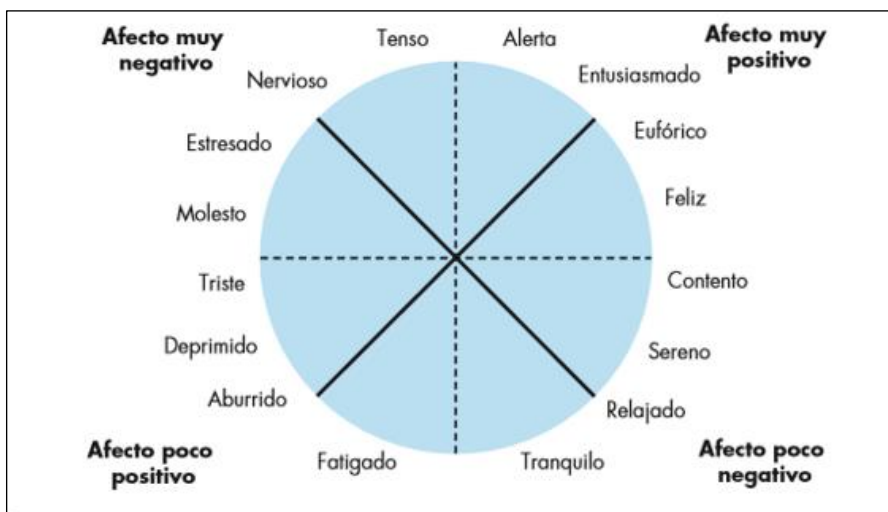 Afecto muy
negativo
Tenso
Alerta
Afecto muy
positivo
Nervioso
Entusiasmado
Estresado
Eufórico
Molesto
Feliz
Triste
Contento
Deprimido
Sereno
Aburrido
Relajado
Afecto poco
positivo
Fatigado
Tranquilo
Afecto poco
negativo